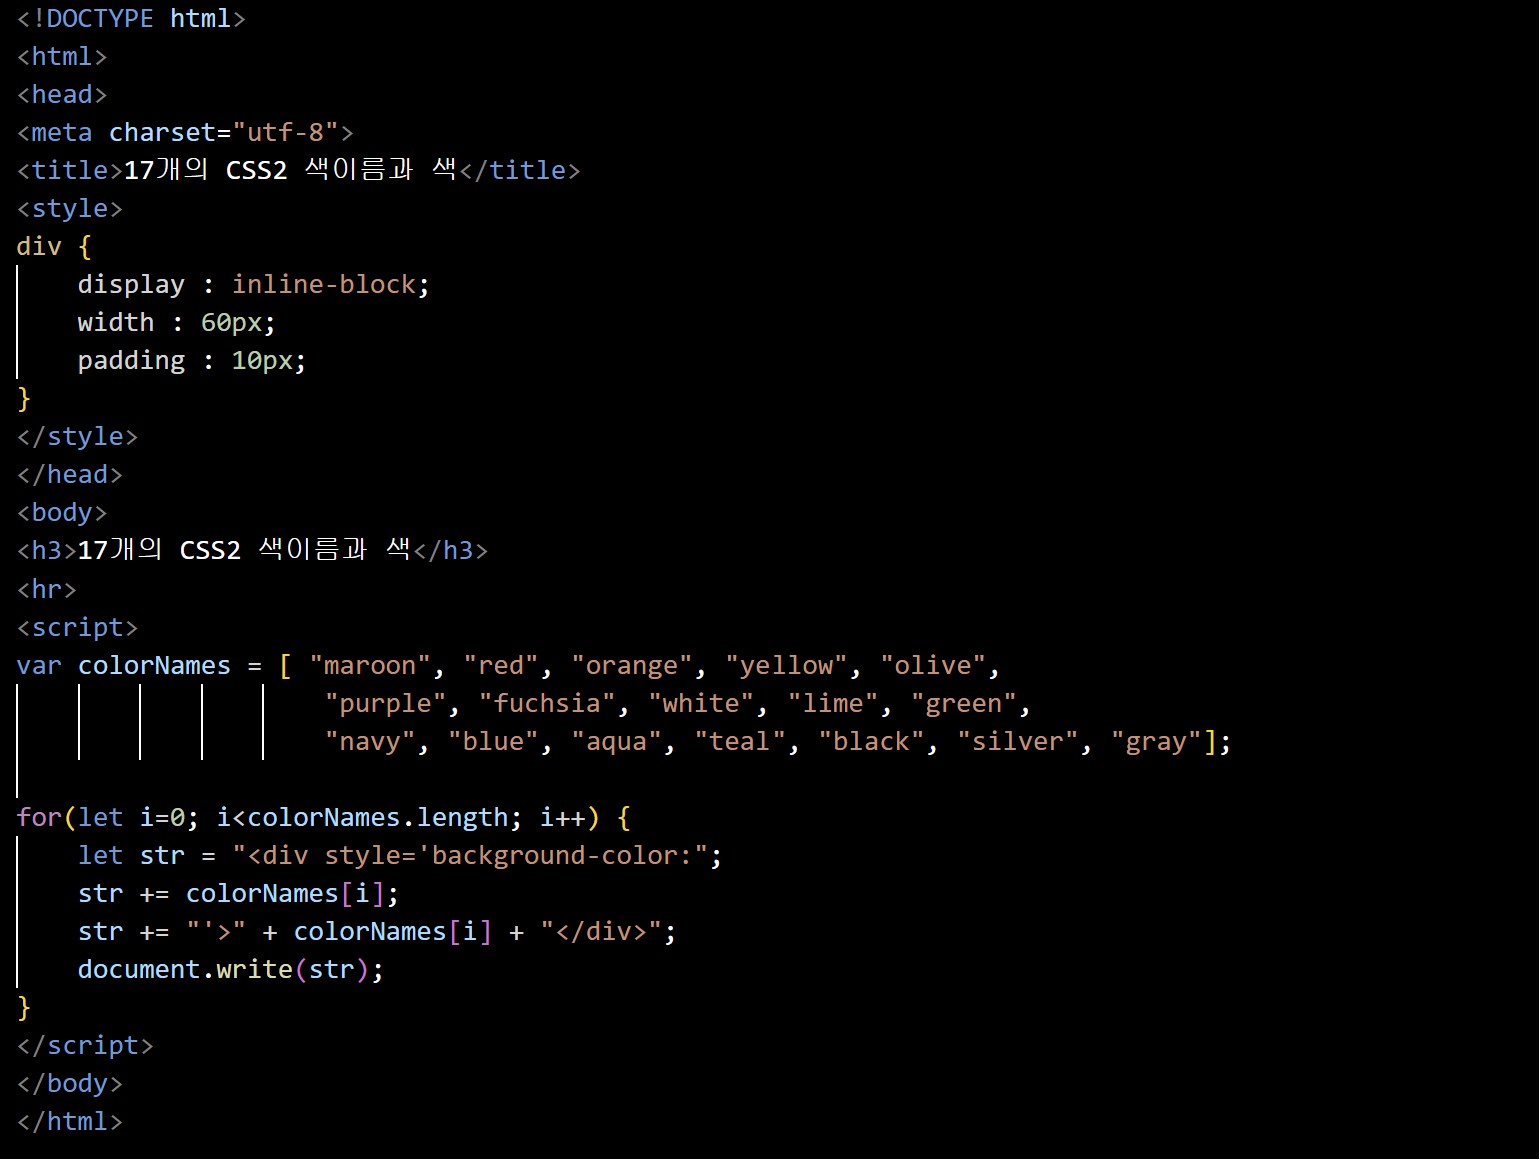 <!DOCTYPE html>
<html>
<head>
<meta charset="utf-8">
<title>17개의 CSS2 색이름과 색</title>
<style>
div {
    display : inline-block;
    width : 60px;
    padding : 10px;
}
</style>
</head>
<body>
<h3>17개의 CSS2 색이름과 색</h3>
<hr>
<script>
var colorNames = [ "maroon", "red", "orange", "yellow", "olive",
                    "purple", "fuchsia", "white", "lime", "green",
                    "navy", "blue", "aqua", "teal", "black", "silver", "gray"];

for(let i=0; i<colorNames.length; i++) {
    let str = "<div style='background-color:";
    str += colorNames[i];
    str += "'>" + colorNames[i] + "</div>";
    document.write(str);
}
</script>
</body>
</html>